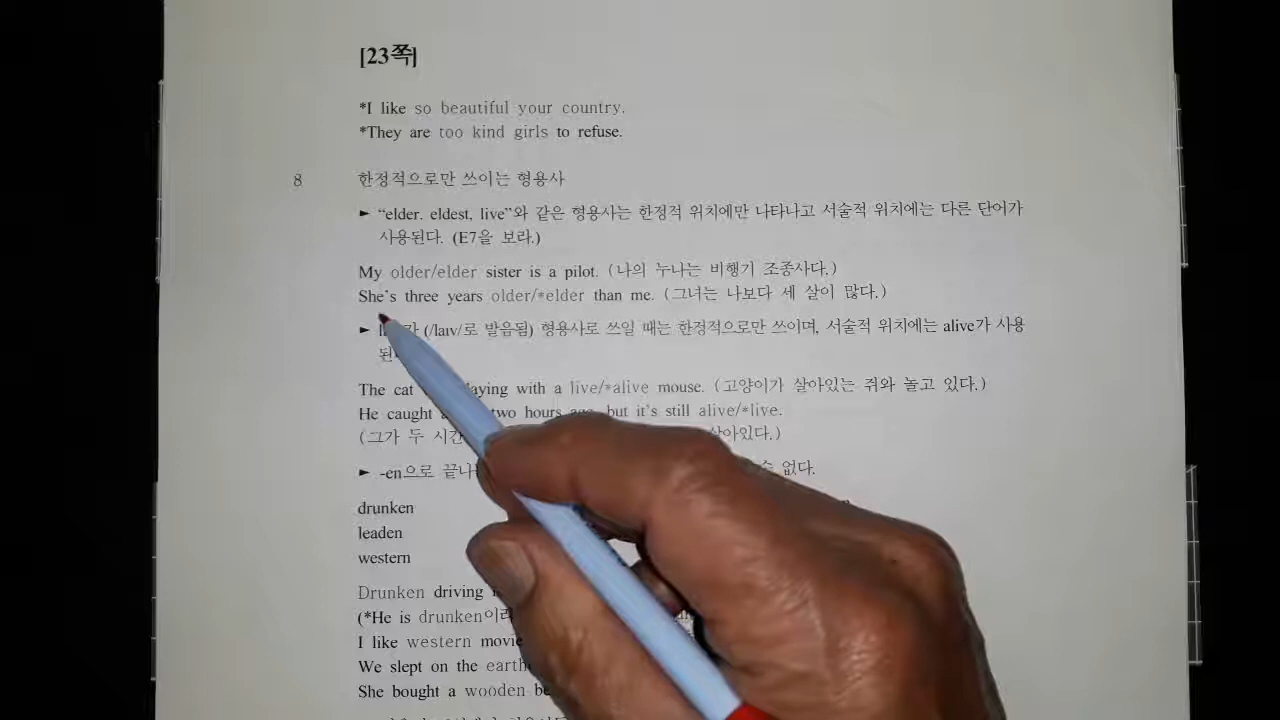 [23쪽]
*I like so beautiful your country.
*They are too kind girls to refuse.
8 한정적으로만 쓰이는 형용사
► “elder. eldest, live”와 같은 형용사는 한정적 위치에만 나타나고 서술적 위치에는 다른 단어가
사용된다. (E7을 보라.)
My older/elder sister is a pilot. (나의 누나는 비행기 조종사다.)
She's three years older/*elder than me. (그녀는 나보다 세 살이 많다.)
► (/laɪv/로 발음됨) 형용사로 쓰일 때는 한정적으로만 쓰이며, 서술적 위치에는 alive가 사용
The cat with a live/*alive mouse. (고양이가 살아있는 쥐와 놀고 있다.)
He caught two hours ago, but it's still alive/*live.
(그가 두 시간 살아있다.)
► -en으로 없다.
drunken
leaden
western
Drunken driving
(*He is drunken이라
I like western
We slept on the
She bought a wooden